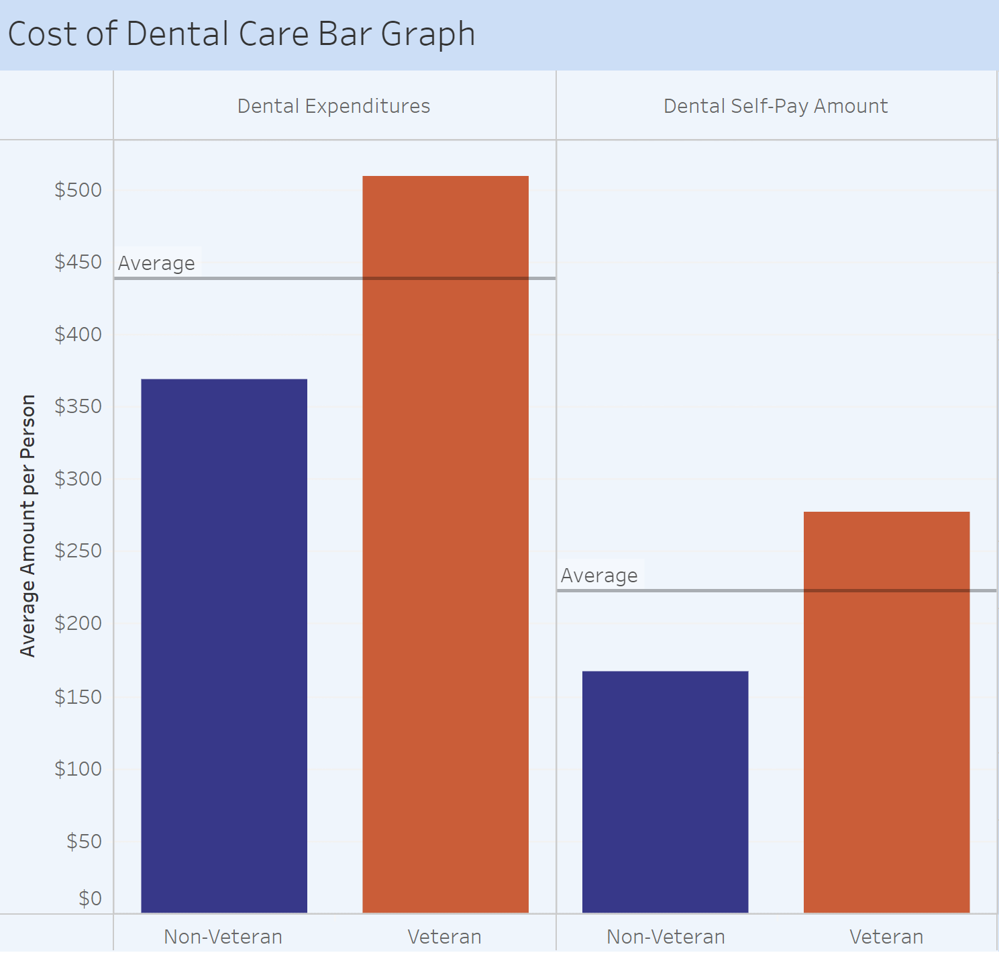 Cost of Dental Care Bar Graph
Dental Expenditures
Dental Self-Pay Amount
Average Amount per Person
$500
$450
$400
$350
$300
$250
$200
$150
$100
$50
$0
Average
Average
Non-Veteran
Veteran
Non-Veteran
Veteran